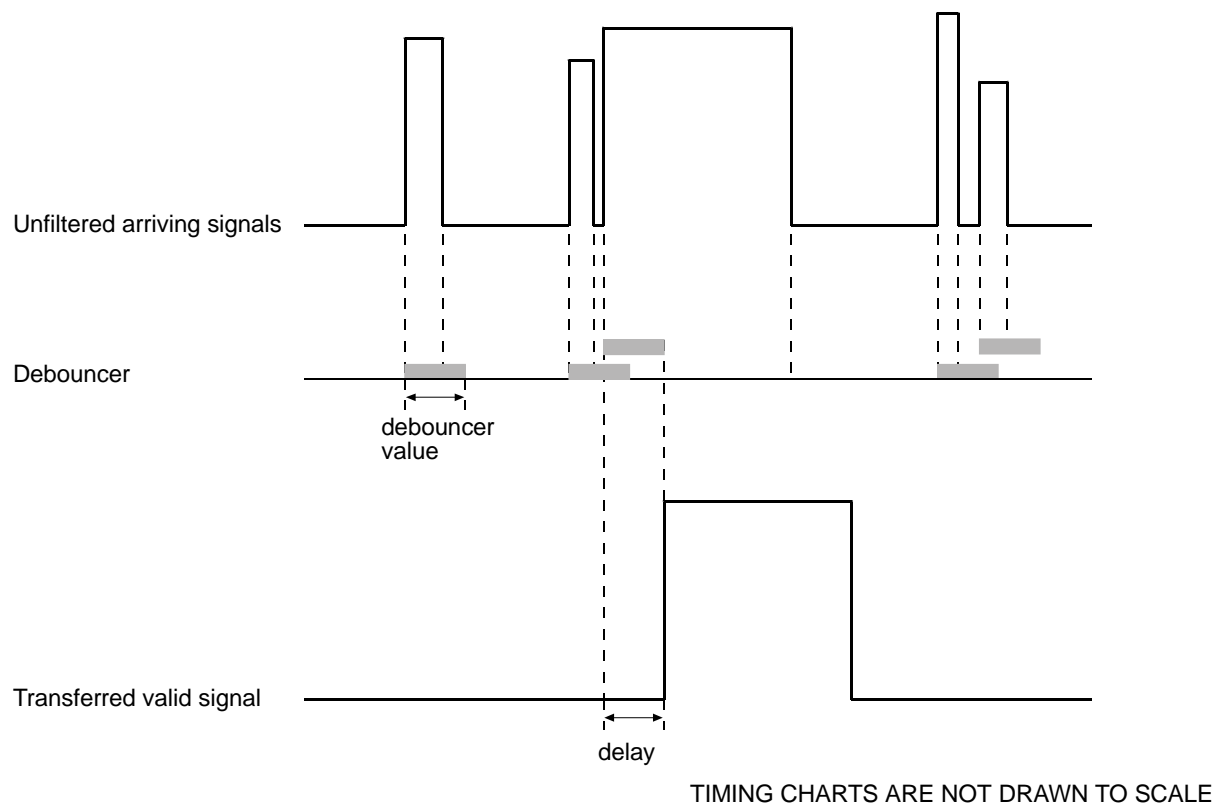 Unfiltered arriving signals
Debouncer
debouncer
value
Transferred valid signal
delay
TIMING CHARTS ARE NOT DRAWN TO SCALE